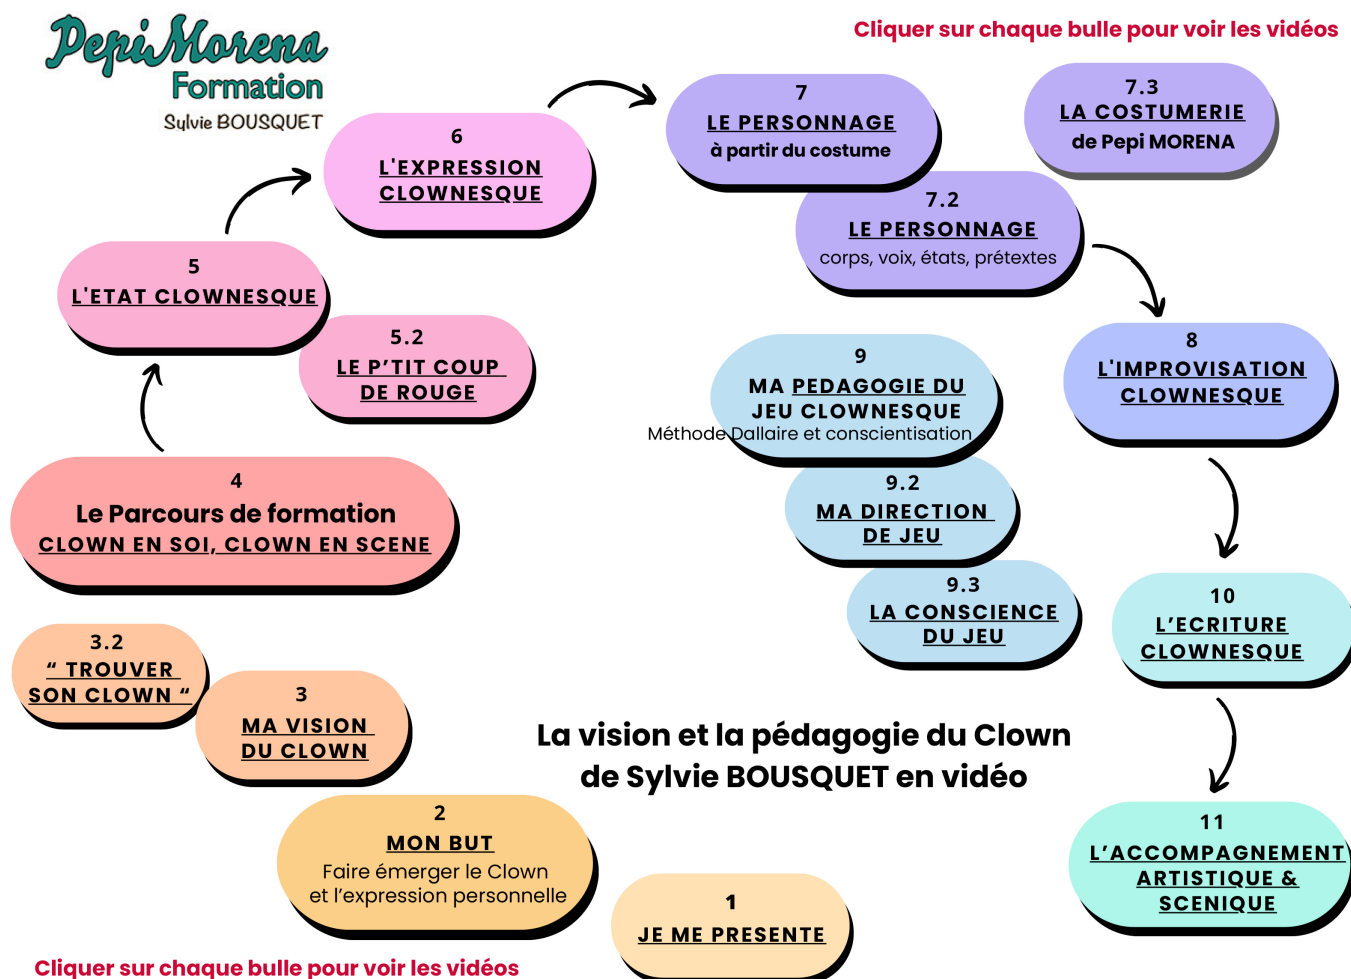 Pepi Morena
Formation
Sylvie BOUSQUET
Cliquer sur chaque bulle pour voir les vidéos
7
LE PERSONNAGE
à partir du costume
7.3
LA COSTUMERIE
de Pepi MORENA
6
L'EXPRESSION
CLOWNESQUE
7.2
LE PERSONNAGE
corps, voix, états, prétextes
5
L'ETAT CLOWNESQUE
5.2
LE P’TIT COUP
DE ROUGE
8
L'IMPROVISATION
CLOWNESQUE
9
MA PEDAGOGIE DU
JEU CLOWNESQUE
Méthode Dallaire et conscientisation
9.2
MA DIRECTION
DE JEU
9.3
LA CONSCIENCE
DU JEU
4
Le Parcours de formation
CLOWN EN SOI, CLOWN EN SCENE
10
L’ECRITURE
CLOWNESQUE
3.2
“ TROUVER
SON CLOWN “
3
MA VISION
DU CLOWN
La vision et la pédagogie du Clown
de Sylvie BOUSQUET en vidéo
2
MON BUT
Faire émerger le Clown
et l’expression personnelle
11
L’ACCOMPAGNEMENT
ARTISTIQUE &
SCENIQUE
1
JE ME PRESENTE
Cliquer sur chaque bulle pour voir les vidéos